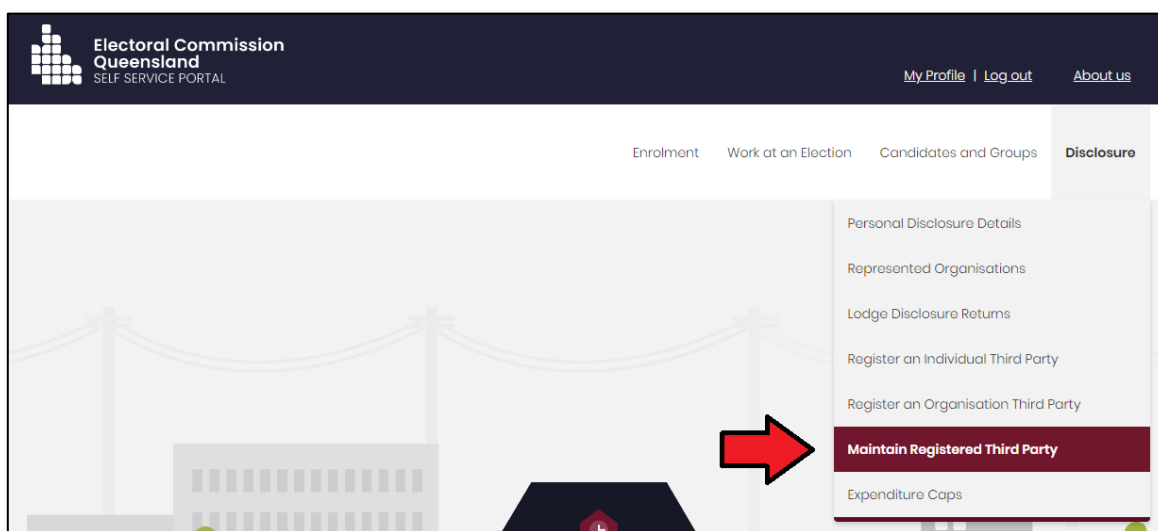 Electoral Commission
Queensland
SELF SERVICE PORTAL
My Profile | Log out About us
Enrolment Work at an Election Candidates and Groups Disclosure
Personal Disclosure Details
Represented Organisations
Lodge Disclosure Returns
Register an Individual Third Party
Register an Organisation Third Party
Maintain Registered Third Party
Expenditure Caps